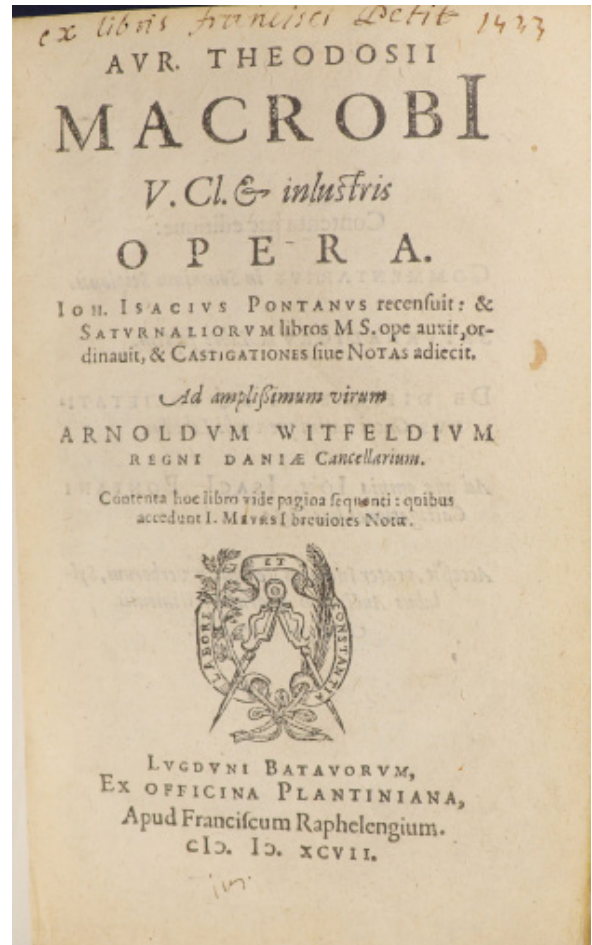 ex libris francisci Petit 1433
AVR. THEODOSII
MACROBI
V. Cl. & inlustris
OPERA.
IOH. ISACIVS PONTANVS recensuit: &
SATVRNALIORVM libros MS. ope auxit, or-
dinauit, & CASTIGATIONES siue NOTAS adiecit.
Ad amplißimum virum
ARNOLDVM WITFELDIVM
REGNI DANIÆ Cancellarium.
Contenta hoc libro vide pagina sequenti: quibus
accedunt I. MEVRSI breuiores Notæ.
LABORI ET CONSTANTIA
LVGDVNI BATAVORVM,
EX OFFICINA PLANTINIANA,
Apud Franciscum Raphelengium.
cIɔ. Iɔ. XCVII.